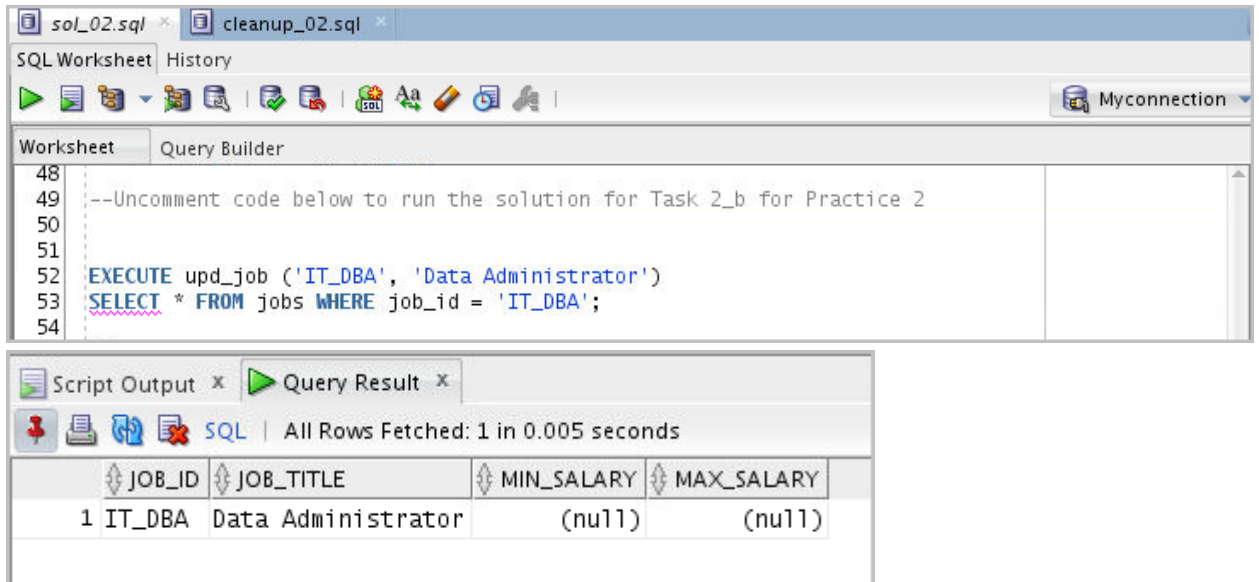 sol_02.sql cleanup_02.sql
SQL Worksheet History
Myconnection
Worksheet Query Builder
48
49 --Uncomment code below to run the solution for Task 2_b for Practice 2
50
51
52 EXECUTE upd_job ('IT_DBA', 'Data Administrator')
53 SELECT * FROM jobs WHERE job_id = 'IT_DBA';
54
Script Output x Query Result x
SQL | All Rows Fetched: 1 in 0.005 seconds
JOB_ID JOB_TITLE MIN_SALARY MAX_SALARY
1 IT_DBA Data Administrator (null) (null)